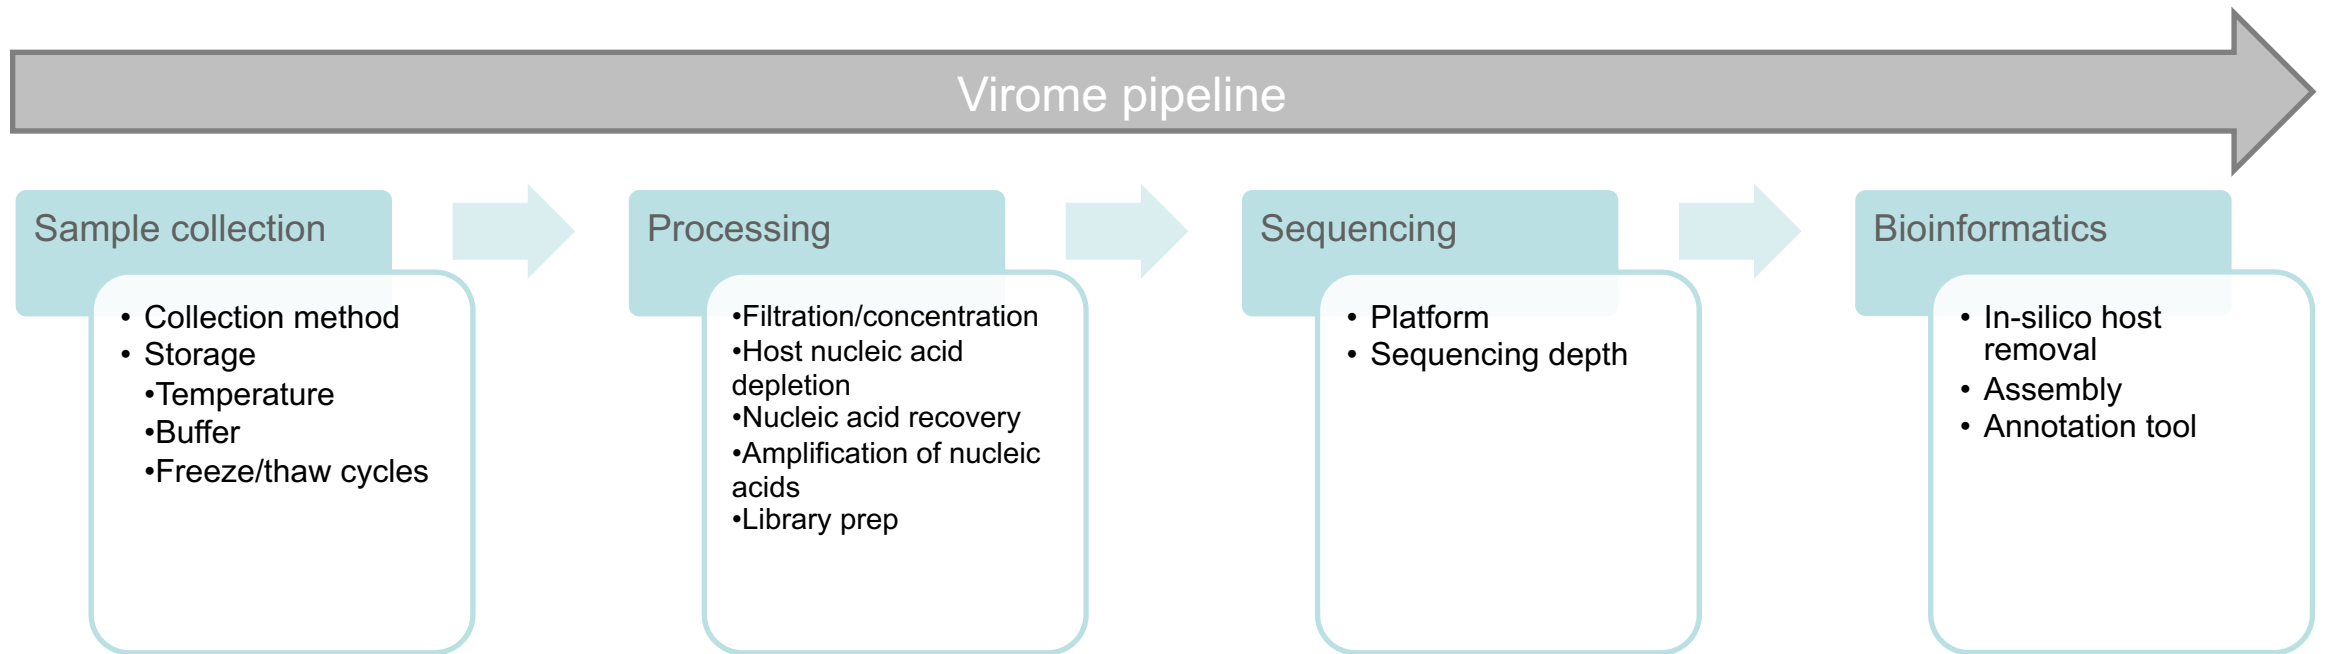 Virome pipeline
Sample collection
• Collection method
• Storage
•Temperature
•Buffer
•Freeze/thaw cycles
Processing
•Filtration/concentration
•Host nucleic acid
depletion
•Nucleic acid recovery
•Amplification of nucleic
acids
•Library prep
Sequencing
• Platform
• Sequencing depth
Bioinformatics
• In-silico host
removal
• Assembly
• Annotation tool